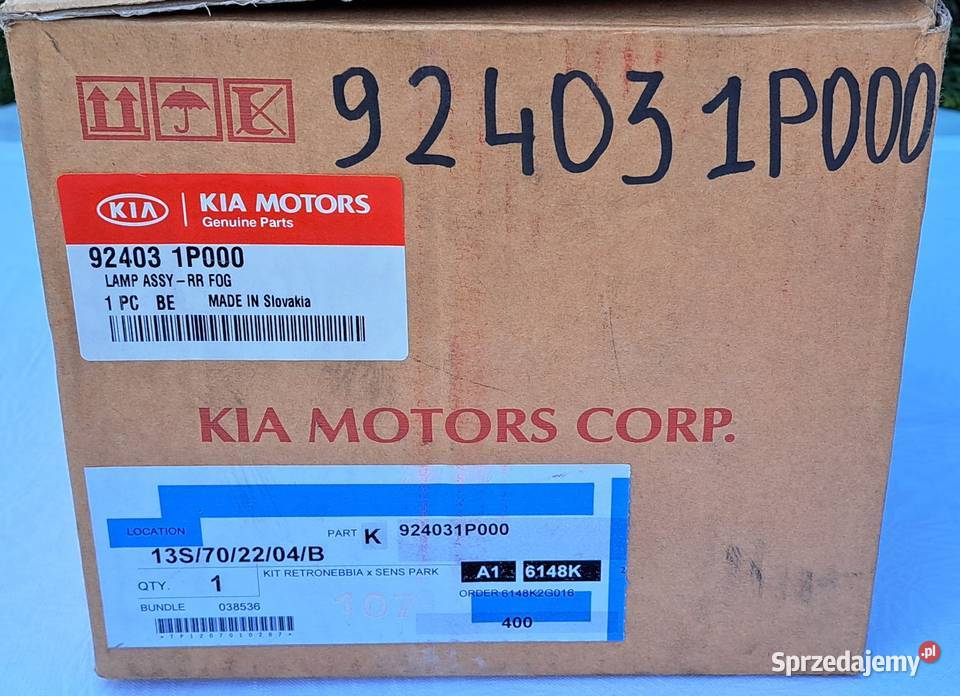 924031P000
KIA | KIA MOTORS
Genuine Parts
92403 1P000
LAMP ASSY-RR FOG
1 PC BE MADE IN Slovakia
KIA MOTORS CORP.
LOCATION
PART K 924031P000
13S/70/22/04/B
KIT RETRONEBBIA x SENS PARK
A1 6148K
QTY. 1
ORDER 6148K2G016
BUNDLE 038536
107
400
*TP1207010287*
Sprzedajemy.pl